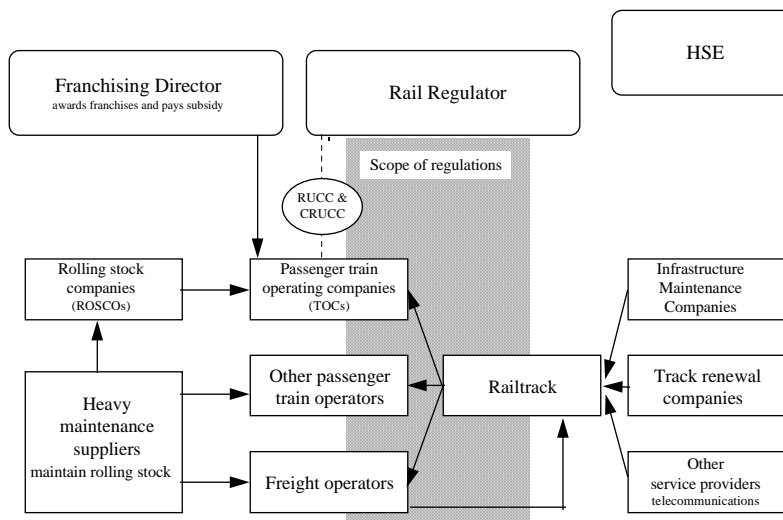 Franchising Director
awards franchises and pays subsidy
Rail Regulator
HSE
Scope of regulations
RUCC &
CRUCC
Rolling stock
companies
(ROSCOs)
Passenger train
operating companies
(TOCs)
Infrastructure
Maintenance
Companies
Heavy
maintenance
suppliers
maintain rolling stock
Other passenger
train operators
Railtrack
Track renewal
companies
Freight operators
Other
service providers
telecommunications